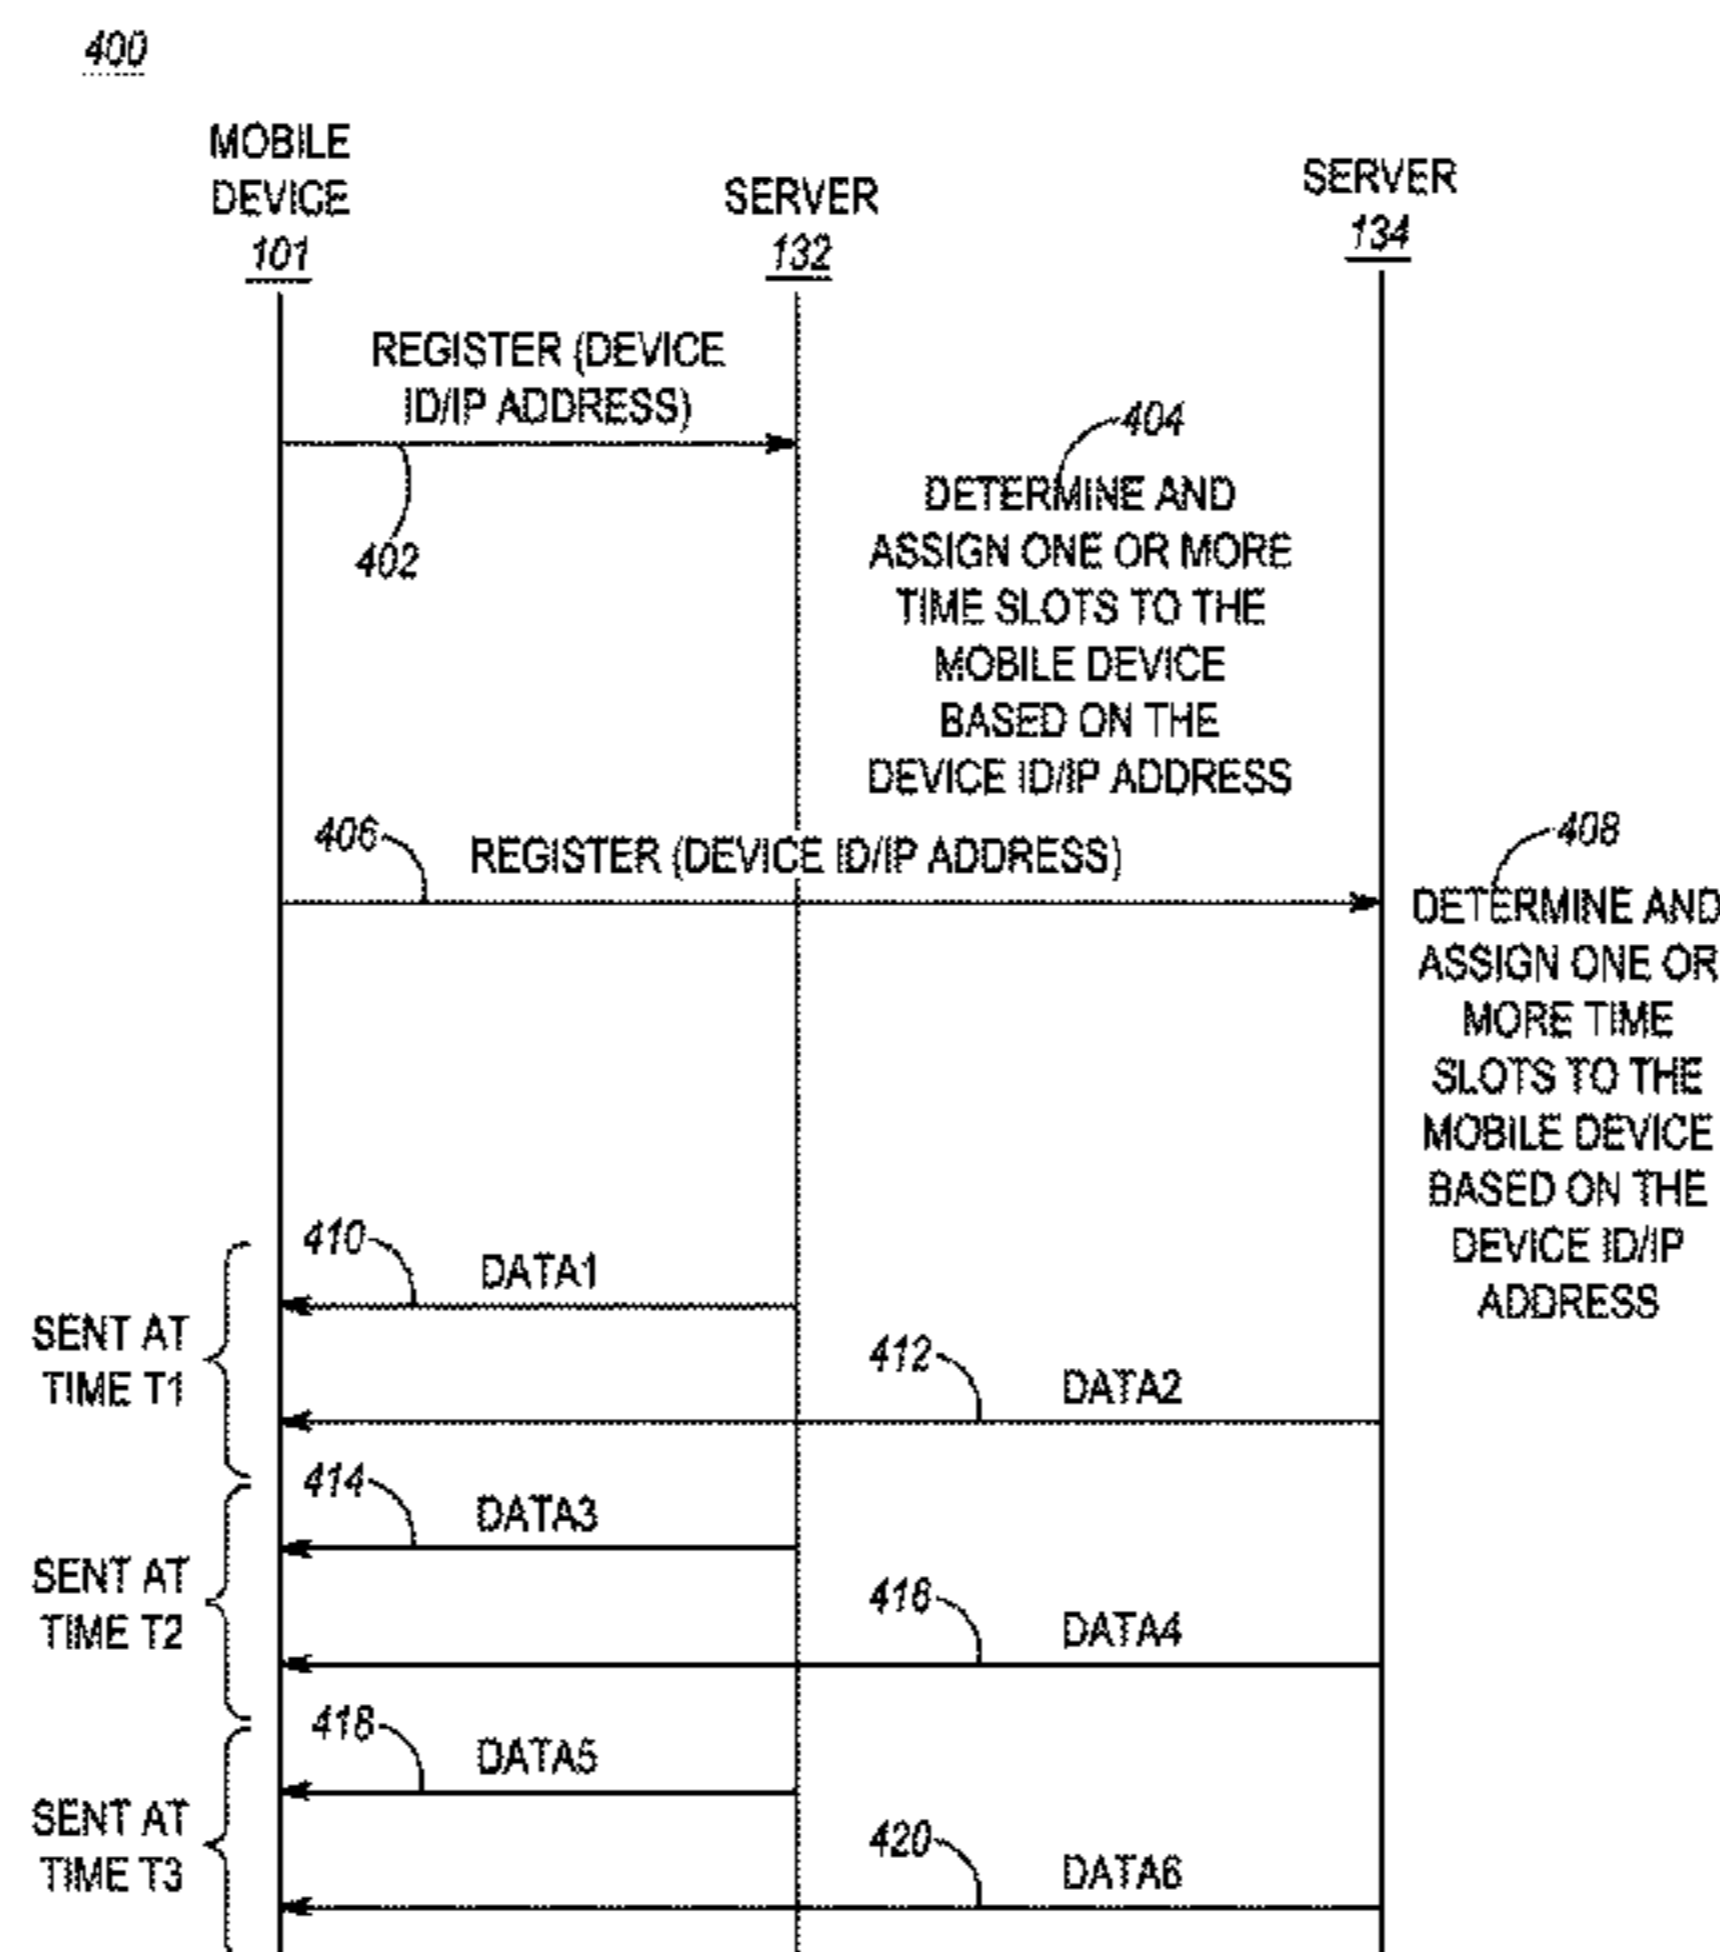 400
MOBILE
DEVICE
101
SERVER
132
SERVER
134
REGISTER (DEVICE
ID/IP ADDRESS)
402
404
DETERMINE AND
ASSIGN ONE OR MORE
TIME SLOTS TO THE
MOBILE DEVICE
BASED ON THE
DEVICE ID/IP ADDRESS
406
REGISTER (DEVICE ID/IP ADDRESS)
408
DETERMINE AND
ASSIGN ONE OR
MORE TIME
SLOTS TO THE
MOBILE DEVICE
BASED ON THE
DEVICE ID/IP
ADDRESS
SENT AT
TIME T1
410
DATA1
412
DATA2
SENT AT
TIME T2
414
DATA3
416
DATA4
SENT AT
TIME T3
418
DATA5
420
DATA6